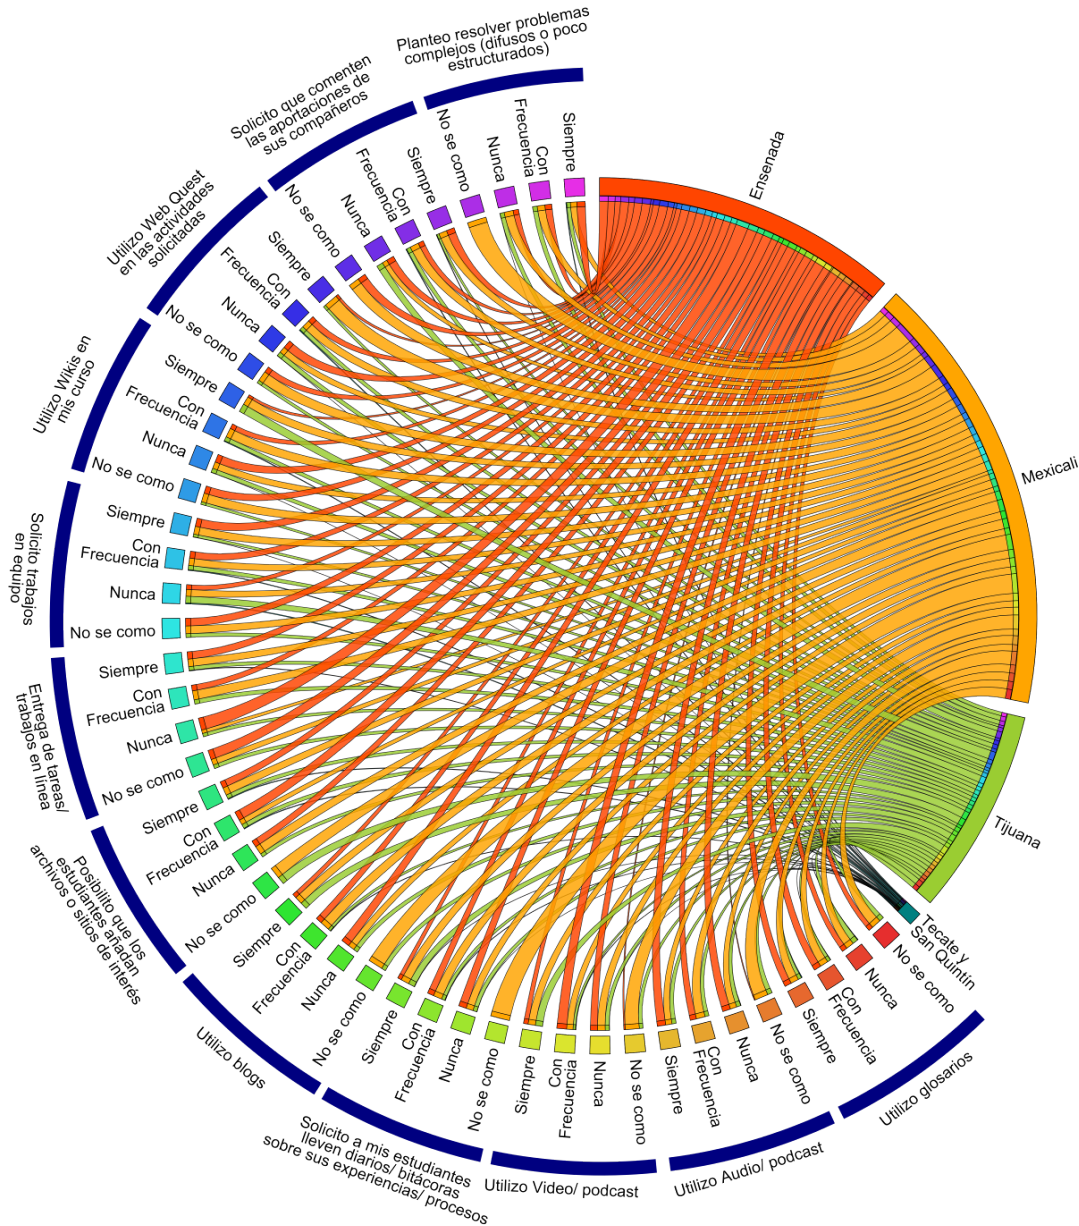 Planteo resolver problemas
complejos (difusos o poco
estructurados)
Siempre
Con
Frecuencia
Nunca
No se como
Solicito que comenten
las aportaciones de
sus compañeros
Siempre
Con
Frecuencia
Nunca
No se como
Utilizo Web Quest
en las actividades
solicitadas
Siempre
Con
Frecuencia
Nunca
No se como
Utilizo Wikis en
mis curso
Siempre
Con
Frecuencia
Nunca
No se como
Solicito trabajos
en equipo
Siempre
Con
Frecuencia
Nunca
No se como
Entrega de tareas/
trabajos en línea
Siempre
Con
Frecuencia
Nunca
No se como
Posibilito que los
estudiantes añadan
archivos o sitios de interés
Siempre
Con
Frecuencia
Nunca
No se como
Utilizo blogs
Siempre
Con
Frecuencia
Nunca
No se como
Solicito a mis estudiantes
lleven diarios/ bitácoras
sobre sus experiencias/ procesos
Siempre
Con
Frecuencia
Nunca
No se como
Utilizo Video/ podcast
Siempre
Con
Frecuencia
Nunca
No se como
Utilizo Audio/ podcast
Siempre
Con
Frecuencia
Nunca
No se como
Utilizo glosarios
Siempre
Con
Frecuencia
Nunca
No se como
Ensenada
Mexicali
Tijuana
Tecate y
San Quintín